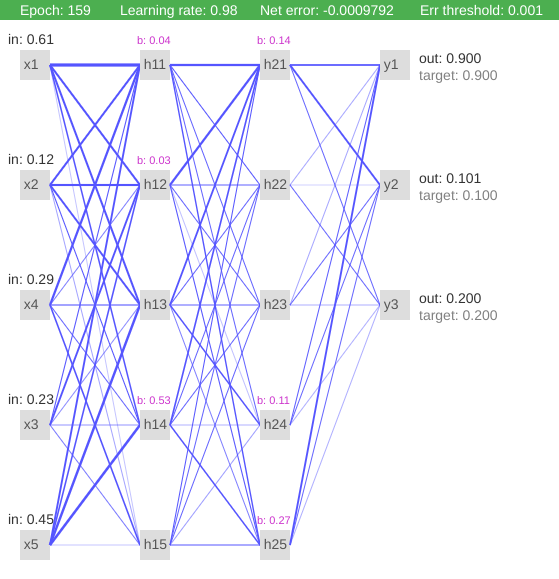 Epoch: 159 Learning rate: 0.98 Net error: -0.0009792 Err threshold: 0.001
in: 0.61 b: 0.04 b: 0.14
x1 h11 h21 y1 out: 0.900
target: 0.900
in: 0.12 b: 0.03
x2 h12 h22 y2 out: 0.101
target: 0.100
in: 0.29
x4 h13 h23 y3 out: 0.200
target: 0.200
in: 0.23 b: 0.53 b: 0.11
x3 h14 h24
in: 0.45 b: 0.27
x5 h15 h25